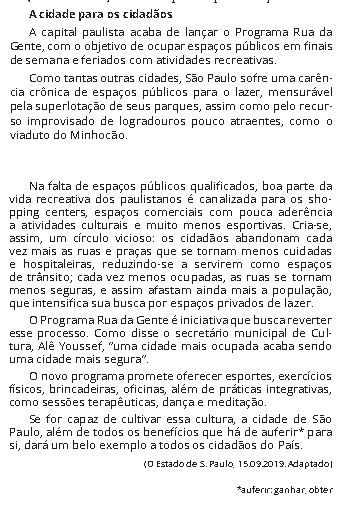 A cidade para os cidadãos
A capital paulista acaba de lançar o Programa Rua da
Gente, com o objetivo de ocupar espaços públicos em finais
de semana e feriados com atividades recreativas.
Como tantas outras cidades, São Paulo sofre uma carên-
cia crônica de espaços públicos para o lazer, mensurável
pela superlotação de seus parques, assim como pelo recur-
so improvisado de logradouros pouco atraentes, como o
viaduto do Minhocão.
Na falta de espaços públicos qualificados, boa parte da
vida recreativa dos paulistanos é canalizada para os sho-
pping centers, espaços comerciais com pouca aderência
a atividades culturais e muito menos esportivas. Cria-se,
assim, um círculo vicioso: os cidadãos abandonam cada
vez mais as ruas e praças que se tornam menos cuidadas
e hospitaleiras, reduzindo-se a servirem como espaços
de trânsito; cada vez menos ocupadas, as ruas se tornam
menos seguras, e assim afastam ainda mais a população,
que intensifica sua busca por espaços privados de lazer.
O Programa Rua da Gente é iniciativa que busca reverter
esse processo. Como disse o secretário municipal de Cul-
tura, Alê Youssef, “uma cidade mais ocupada acaba sendo
uma cidade mais segura”.
O novo programa promete oferecer esportes, exercícios
físicos, brincadeiras, oficinas, além de práticas integrativas,
como sessões terapêuticas, dança e meditação.
Se for capaz de cultivar essa cultura, a cidade de São
Paulo, além de todos os benefícios que há de auferir* para
si, dará um belo exemplo a todos os cidadãos do País.
(O Estado de S. Paulo, 15.09.2019. Adaptado)
*auferir: ganhar, obter